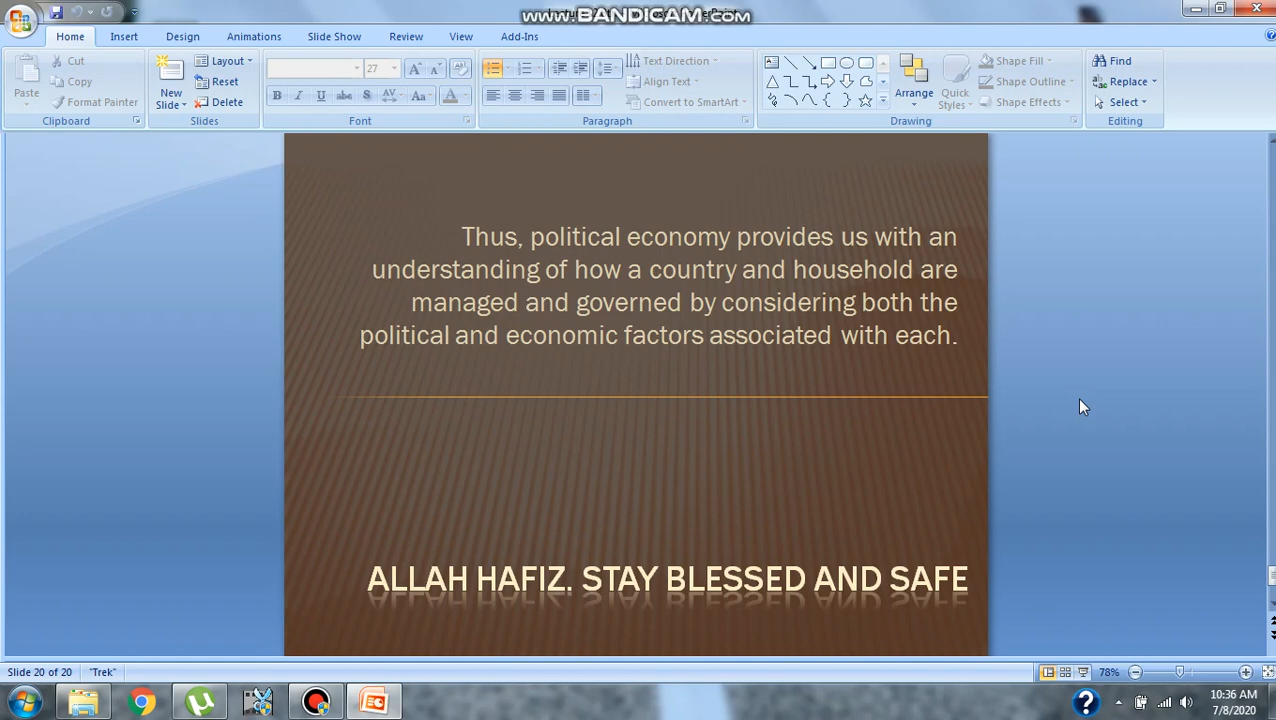 www.BANDICAM.com
Home Insert Design Animations Slide Show Review View Add-Ins
Paste
Cut
Copy
Format Painter
Clipboard
New
Slide
Layout
Reset
Delete
Slides
27
B I U abc S AV Aa A
Font
Text Direction
Align Text
Convert to SmartArt
Paragraph
Arrange
Quick
Styles
Shape Fill
Shape Outline
Shape Effects
Drawing
Find
Replace
Select
Editing
Thus, political economy provides us with an
understanding of how a country and household are
managed and governed by considering both the
political and economic factors associated with each.
ALLAH HAFIZ. STAY BLESSED AND SAFE
Slide 20 of 20 "Trek" 78%
10:36 AM
7/8/2020